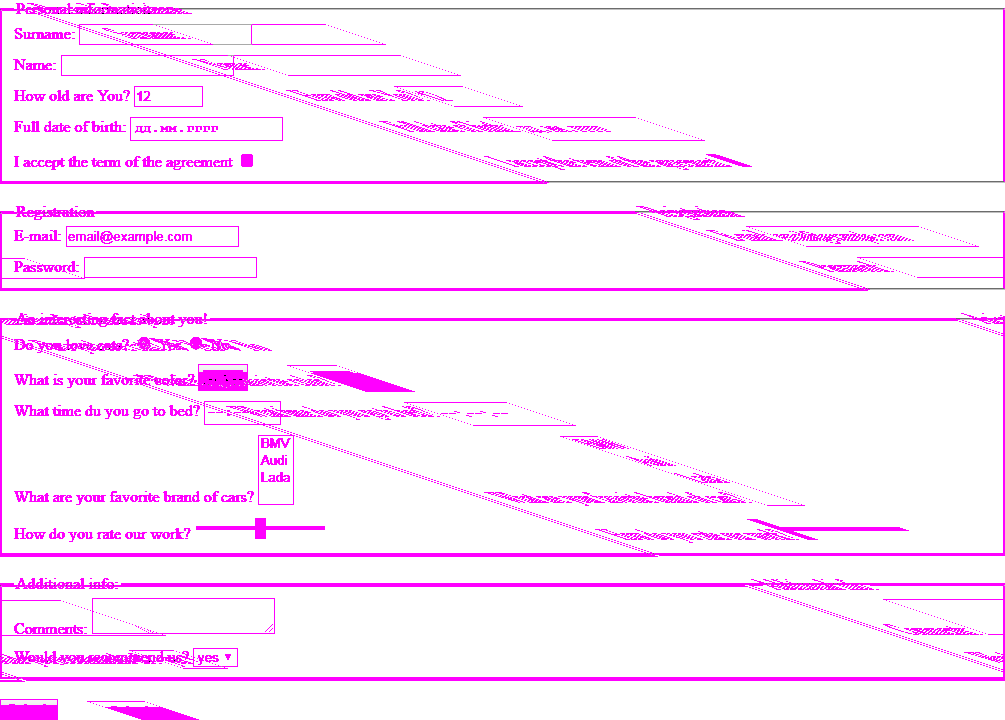 Personal information
Surname:
Name:
How old are You? 12
Full date of birth: дд.мм.гггг
I accept the term of the agreement
Registration
E-mail: email@example.com
Password:
An interesting fact about you!
Do you love cats? Yes No
What is your favorite color?
What time du you go to bed?
BMV
Audi
Lada
What are your favorite brand of cars?
How do you rate our work?
Additional info:
Comments:
Would you recommend us? yes